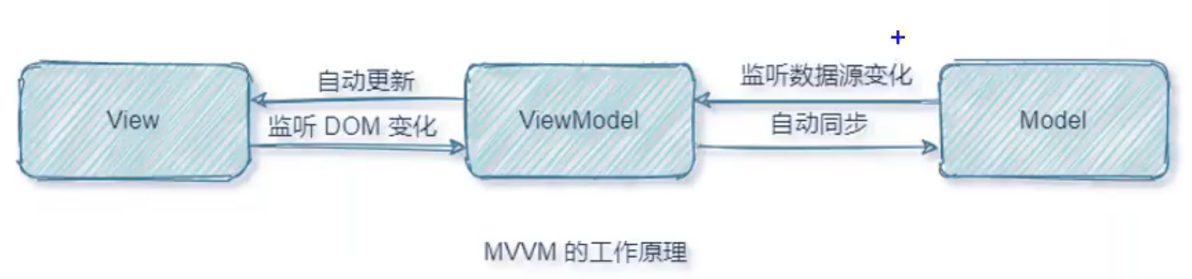 自动更新
监听数据源变化
View
监听 DOM 变化
ViewModel
自动同步
Model
MVVM 的工作原理